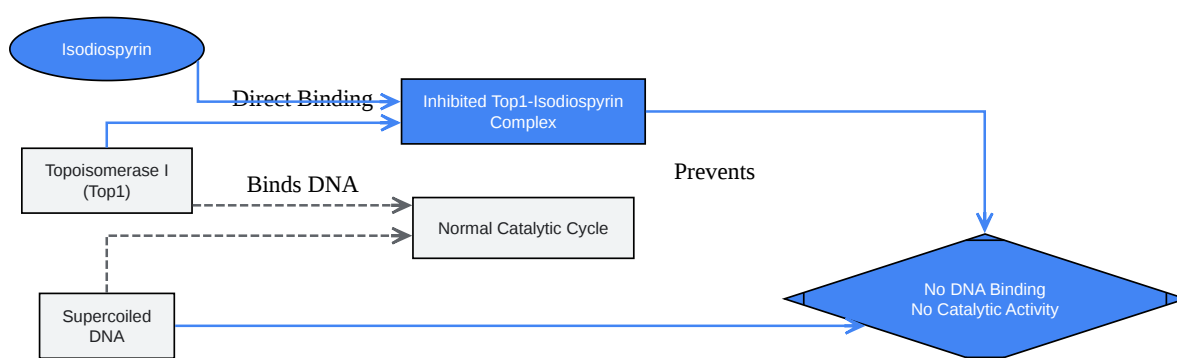 Isodiospyrin
Direct Binding
Inhibited Top1-Isodiospyrin
Complex
Topoisomerase I
(Top1)
Binds DNA
Prevents
Normal Catalytic Cycle
No DNA Binding
No Catalytic Activity
Supercoiled
DNA